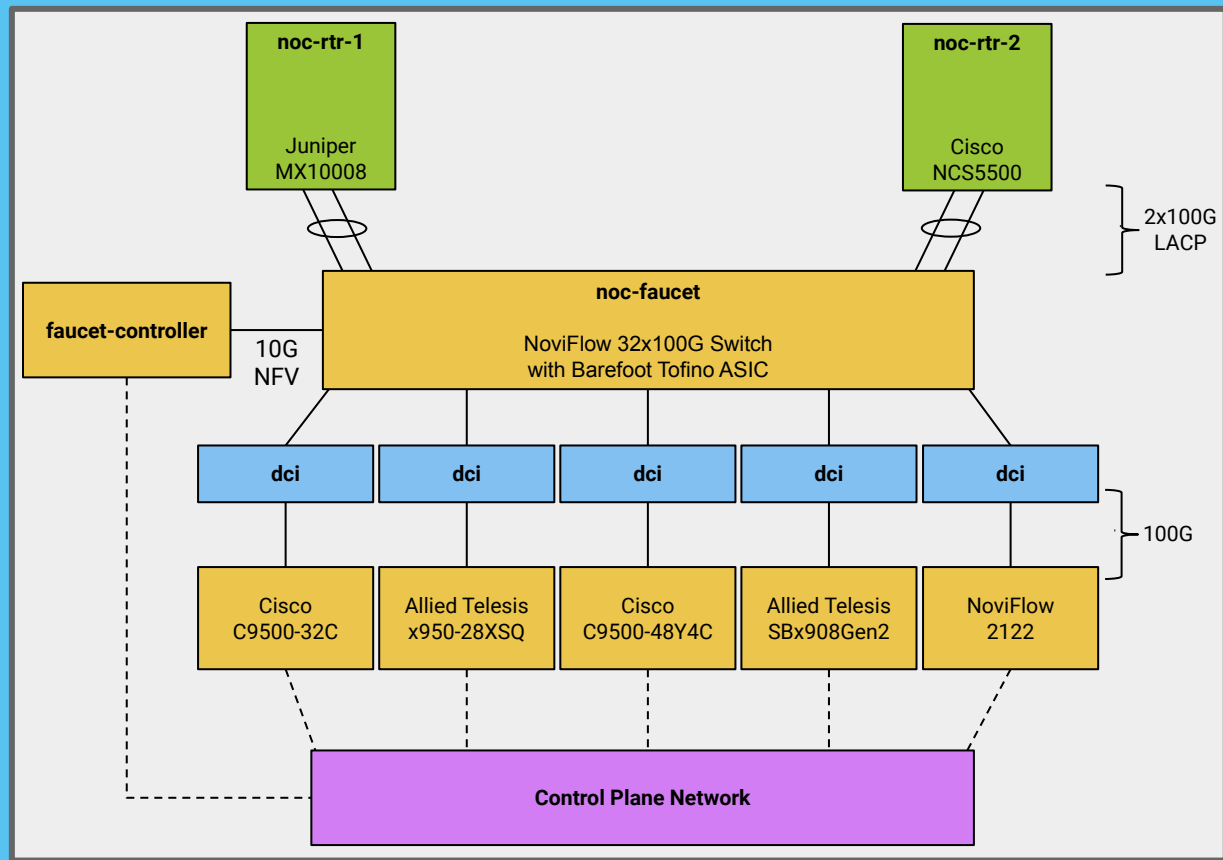 noc-rtr-1
Juniper
MX10008
noc-rtr-2
Cisco
NCS5500
2x100G
LACP
faucet-controller
10G
NFV
noc-faucet
NoviFlow 32x100G Switch
with Barefoot Tofino ASIC
dci
dci
dci
dci
dci
100G
Cisco
C9500-32C
Allied Telesis
x950-28XSQ
Cisco
C9500-48Y4C
Allied Telesis
SBx908Gen2
NoviFlow
2122
Control Plane Network